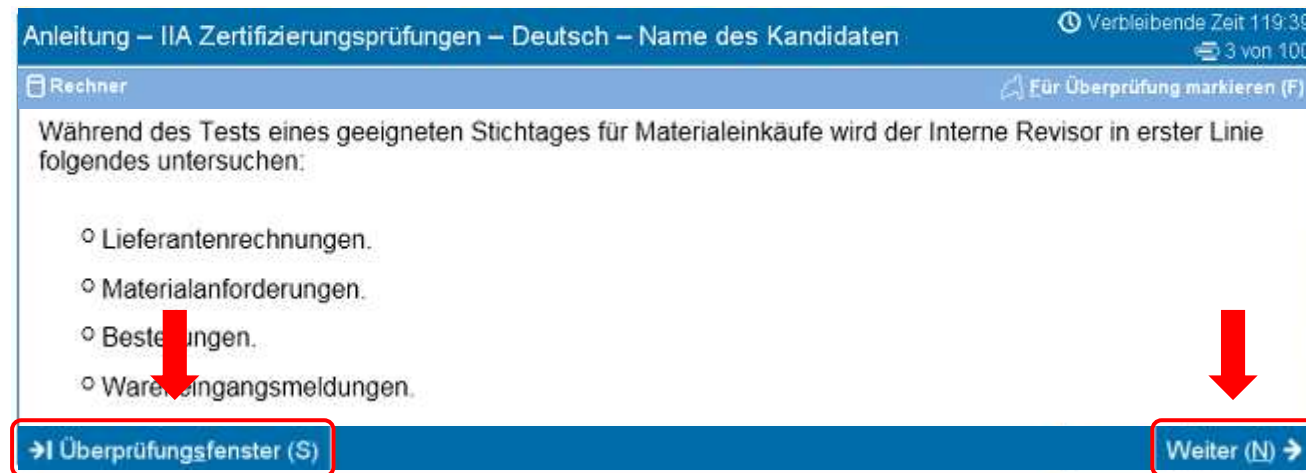 Anleitung – IIA Zertifizierungsprüfungen – Deutsch – Name des Kandidaten
Verbleibende Zeit 119:39
3 von 100
Rechner
Für Überprüfung markieren (F)
Während des Tests eines geeigneten Stichtages für Materialeinkäufe wird der Interne Revisor in erster Linie
folgendes untersuchen:
Lieferantenrechnungen.
Materialanforderungen.
Bestellungen.
Wareneingangsmeldungen.
Überprüfungsfenster (S)
Weiter (N)